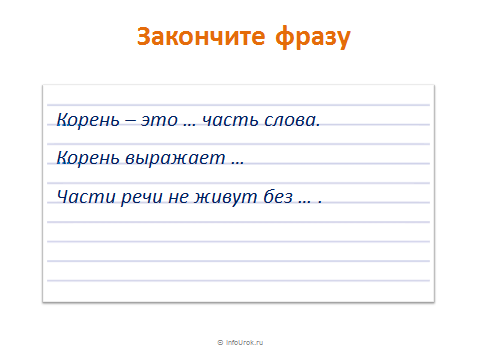 Закончите фразу
Корень – это ... часть слова.
Корень выражает ...
Части речи не живут без ... .
© InfoUrok.ru